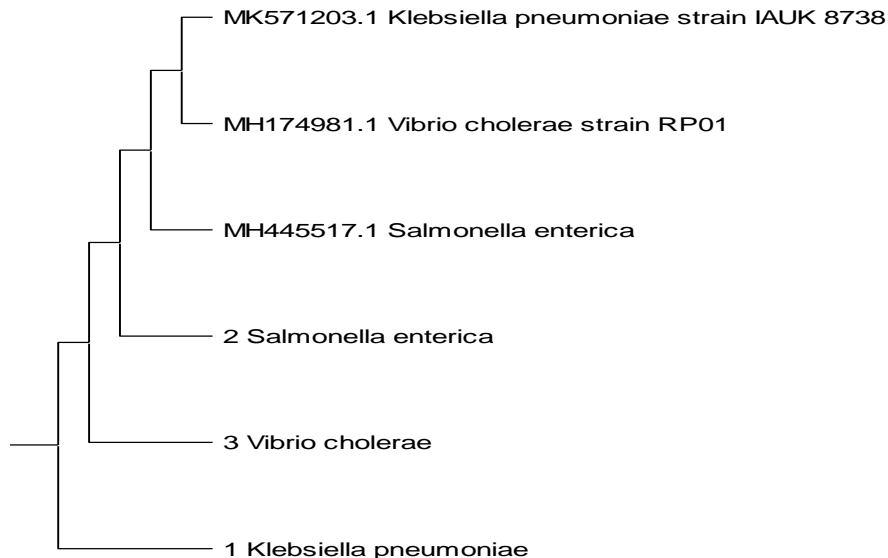 MK571203.1 Klebsiella pneumoniae strain IAUK 8738
MH174981.1 Vibrio cholerae strain RP01
MH445517.1 Salmonella enterica
2 Salmonella enterica
3 Vibrio cholerae
1 Klebsiella pneumoniae